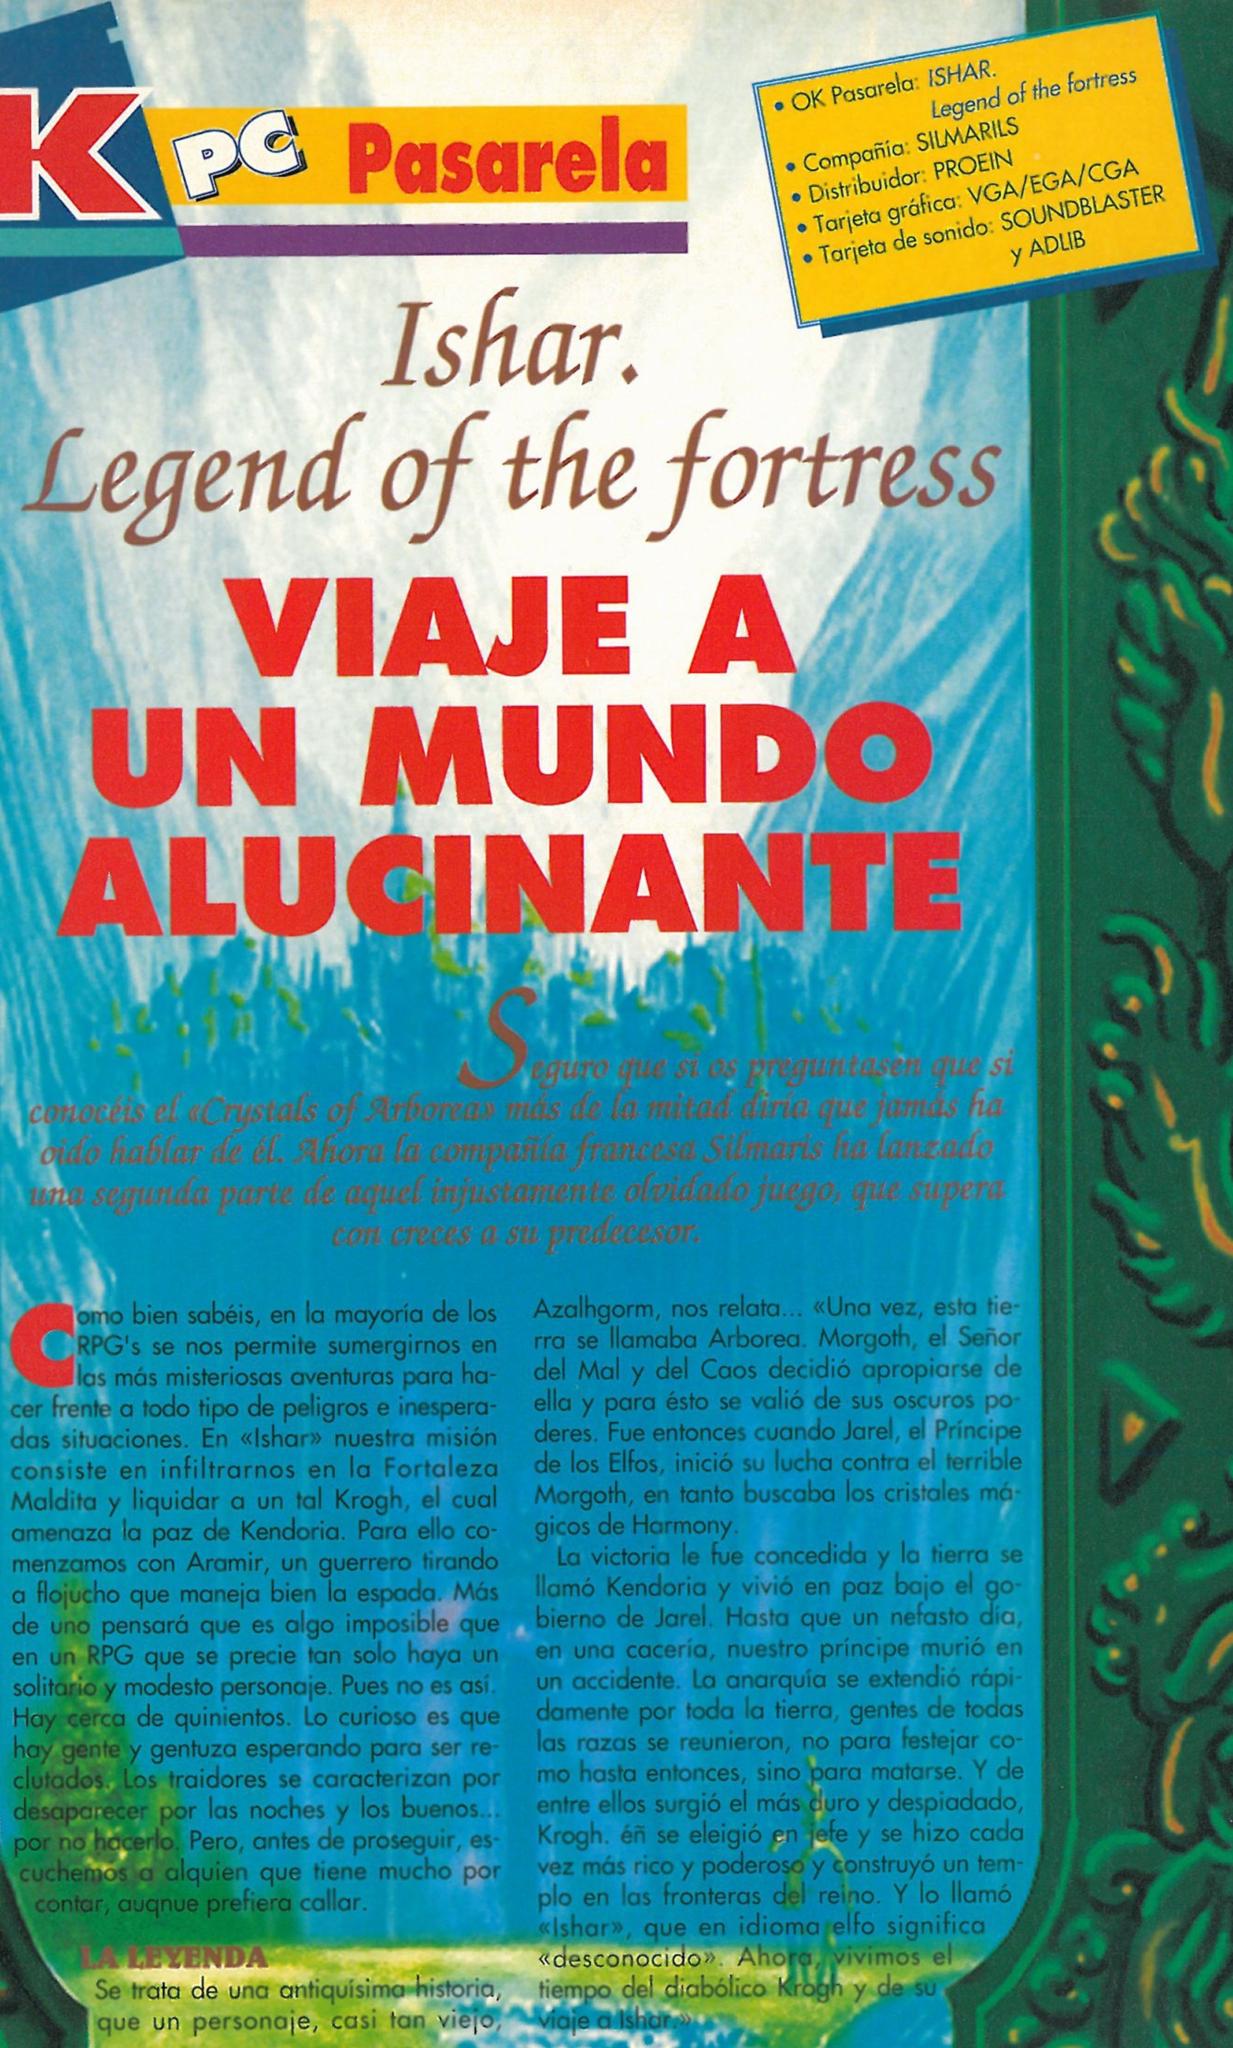 K PC Pasarela
• OK Pasarela: ISHAR.
Legend of the fortress
• Compañía: SILMARILS
• Distribuidor: PROEIN
• Tarjeta gráfica: VGA/EGA/CGA
• Tarjeta de sonido: SOUNDBLASTER
y ADLIB
Ishar.
Legend of the fortress
VIAJE A
UN MUNDO
ALUCINANTE
Seguro que si os preguntasen que si
conocéis el «Crystals of Arborea» más de la mitad diría que jamás ha
oido hablar de él. Ahora la compañía francesa Silmaris ha lanzado
una segunda parte de aquel injustamente olvidado juego, que supera
con creces a su predecesor.
Como bien sabéis, en la mayoría de los
RPG's se nos permite sumergirnos en
las más misteriosas aventuras para ha-
cer frente a todo tipo de peligros e inespera-
das situaciones. En «Ishar» nuestra misión
consiste en infiltrarnos en la Fortaleza
Maldita y liquidar a un tal Krogh, el cual
amenaza la paz de Kendoria. Para ello co-
menzamos con Aramir, un guerrero tirando
a flojucho que maneja bien la espada. Más
de uno pensará que es algo imposible que
en un RPG que se precie tan solo haya un
solitario y modesto personaje. Pues no es así.
Hay cerca de quinientos. Lo curioso es que
hay gente y gentuza esperando para ser re-
clutados. Los traidores se caracterizan por
desaparecer por las noches y los buenos...
por no hacerlo. Pero, antes de proseguir, es-
cuchemos a alquien que tiene mucho por
contar, auqnue prefiera callar.
LA LEYENDA
Se trata de una antiquísima historia,
que un personaje, casi tan viejo,
Azalhgorm, nos relata... «Una vez, esta tie-
rra se llamaba Arborea. Morgoth, el Señor
del Mal y del Caos decidió apropiarse de
ella y para ésto se valió de sus oscuros po-
deres. Fue entonces cuando Jarel, el Príncipe
de los Elfos, inició su lucha contra el terrible
Morgoth, en tanto buscaba los cristales má-
gicos de Harmony.
La victoria le fue concedida y la tierra se
llamó Kendoria y vivió en paz bajo el go-
bierno de Jarel. Hasta que un nefasto día,
en una cacería, nuestro príncipe murió en
un accidente. La anarquía se extendió rápi-
damente por toda la tierra, gentes de todas
las razas se reunieron, no para festejar co-
mo hasta entonces, sino para matarse. Y de
entre ellos surgió el más duro y despiadado,
Krogh. éñ se eleigió en jefe y se hizo cada
vez más rico y poderoso y construyó un tem-
plo en las fronteras del reino. Y lo llamó
«Ishar», que en idioma elfo significa
«desconocido». Ahora, vivimos el
tiempo del diabólico Krogh y de su
viaje a Ishar.»